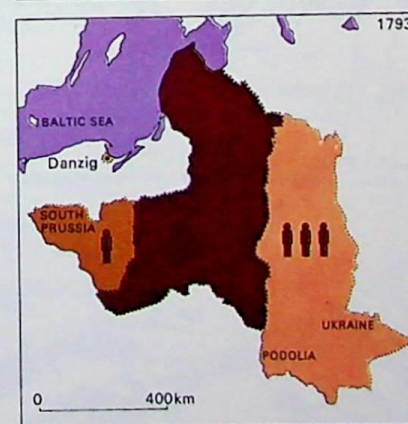 1793
BALTIC SEA
Danzig
SOUTH
PRUSSIA
UKRAINE
PODOLIA
0 400km